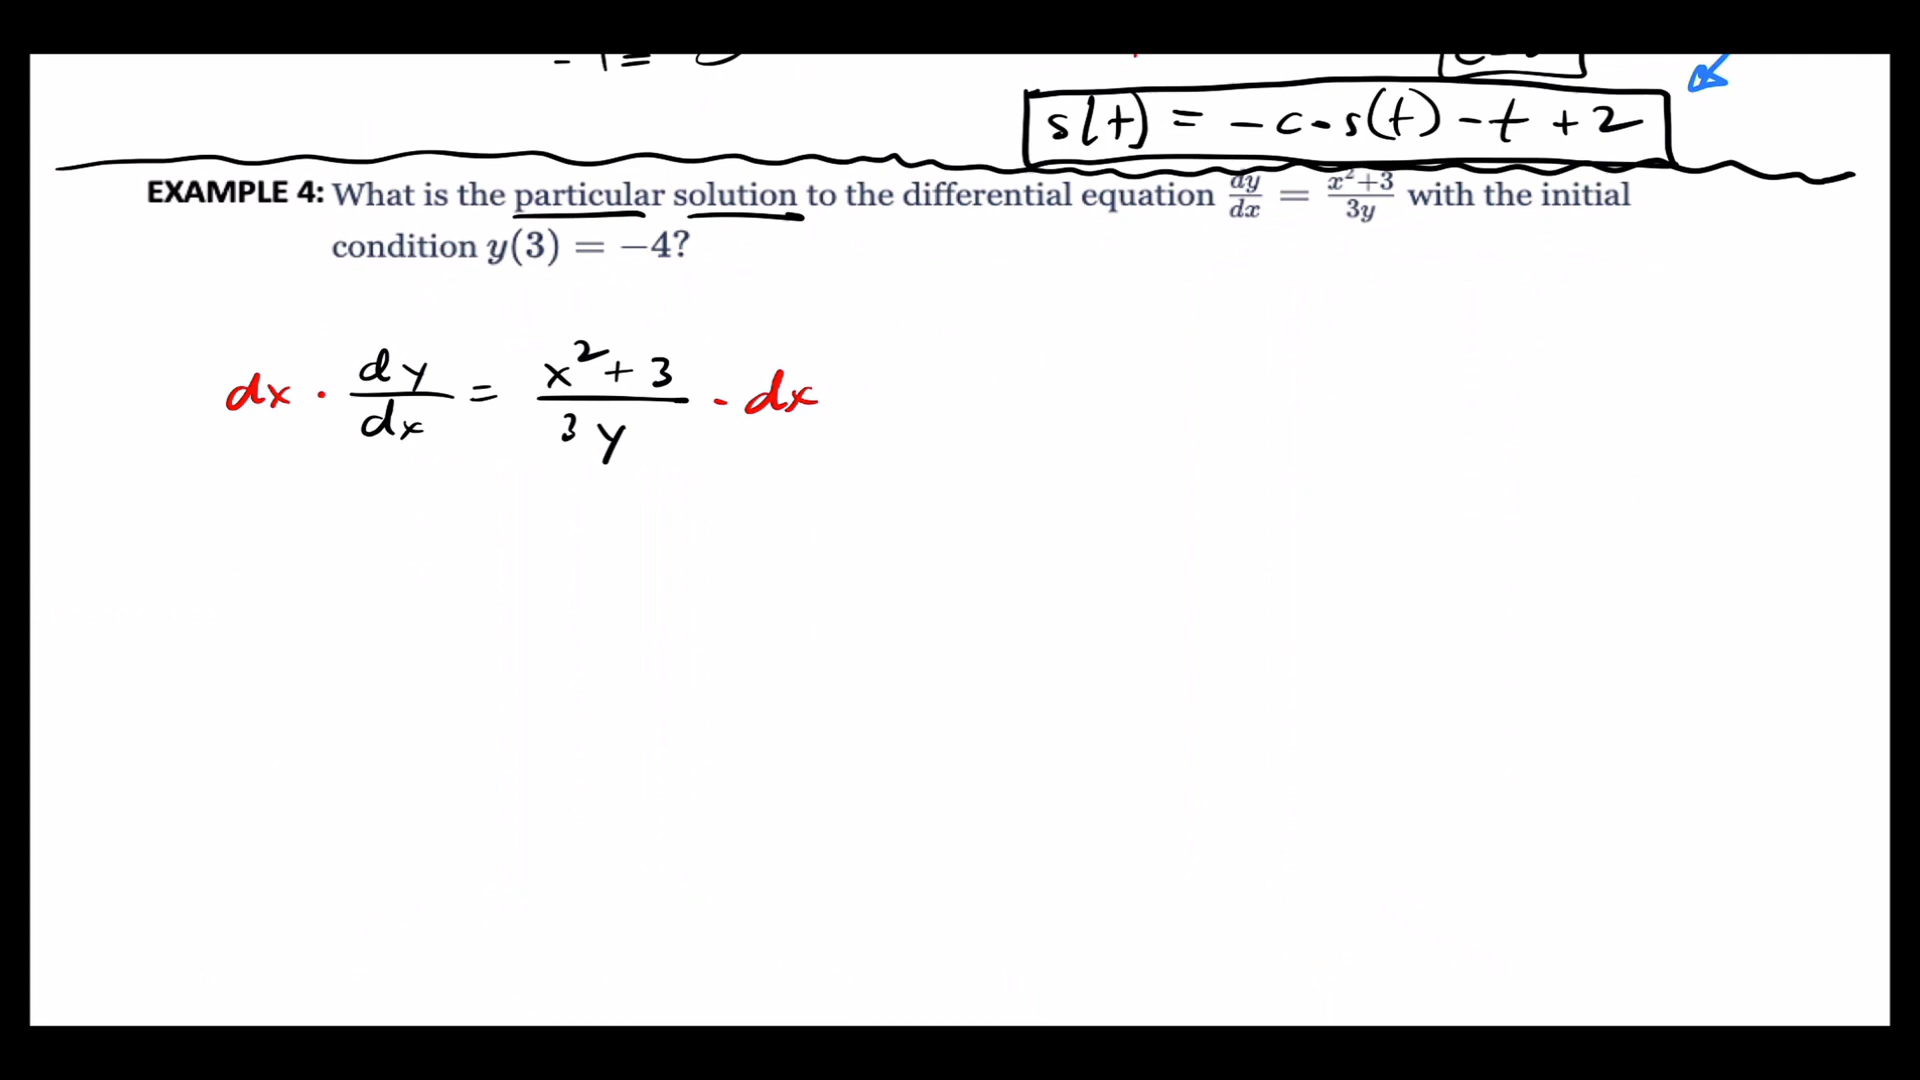 s(t) = -cos(t) - t + 2
EXAMPLE 4: What is the particular solution to the differential equation dy/dx = x²+3/3y with the initial
condition y(3) = −4?
dx · dy/dx = x² + 3/3y · dx